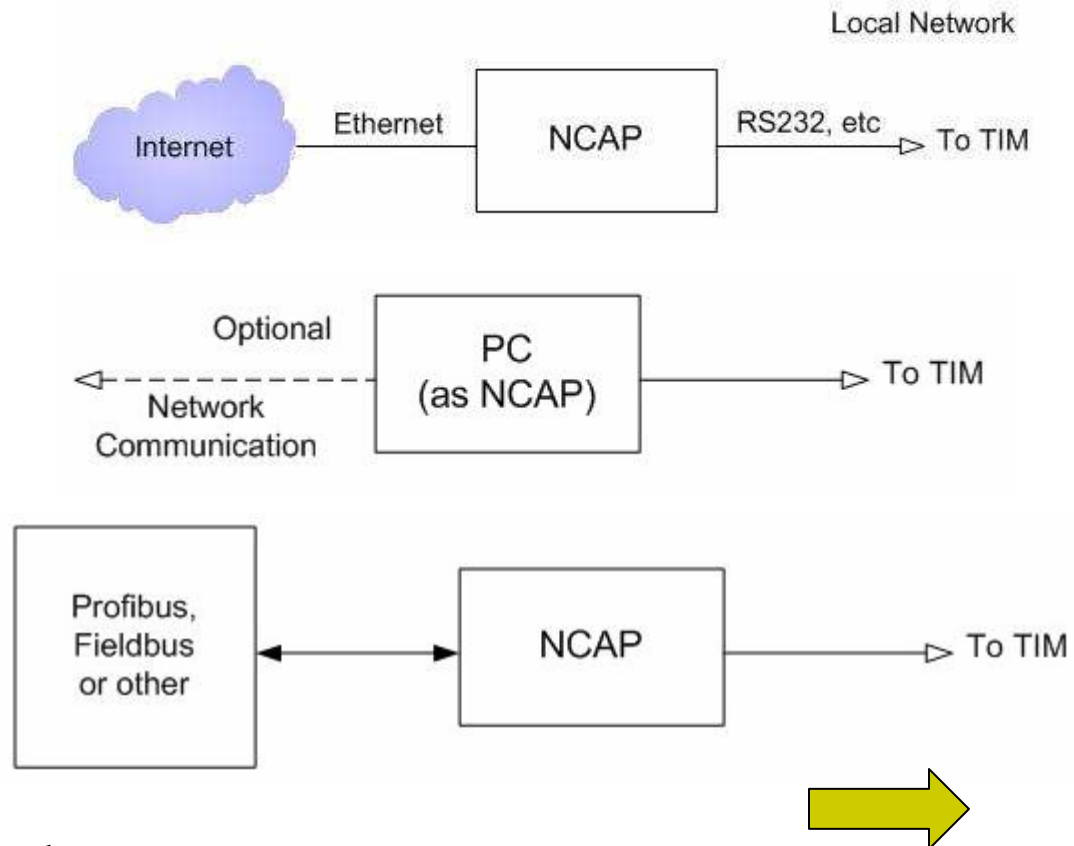 Local Network
Internet
Ethernet
NCAP
RS232, etc
To TIM
Optional
Network
Communication
PC
(as NCAP)
To TIM
Profibus,
Fieldbus
or other
NCAP
To TIM